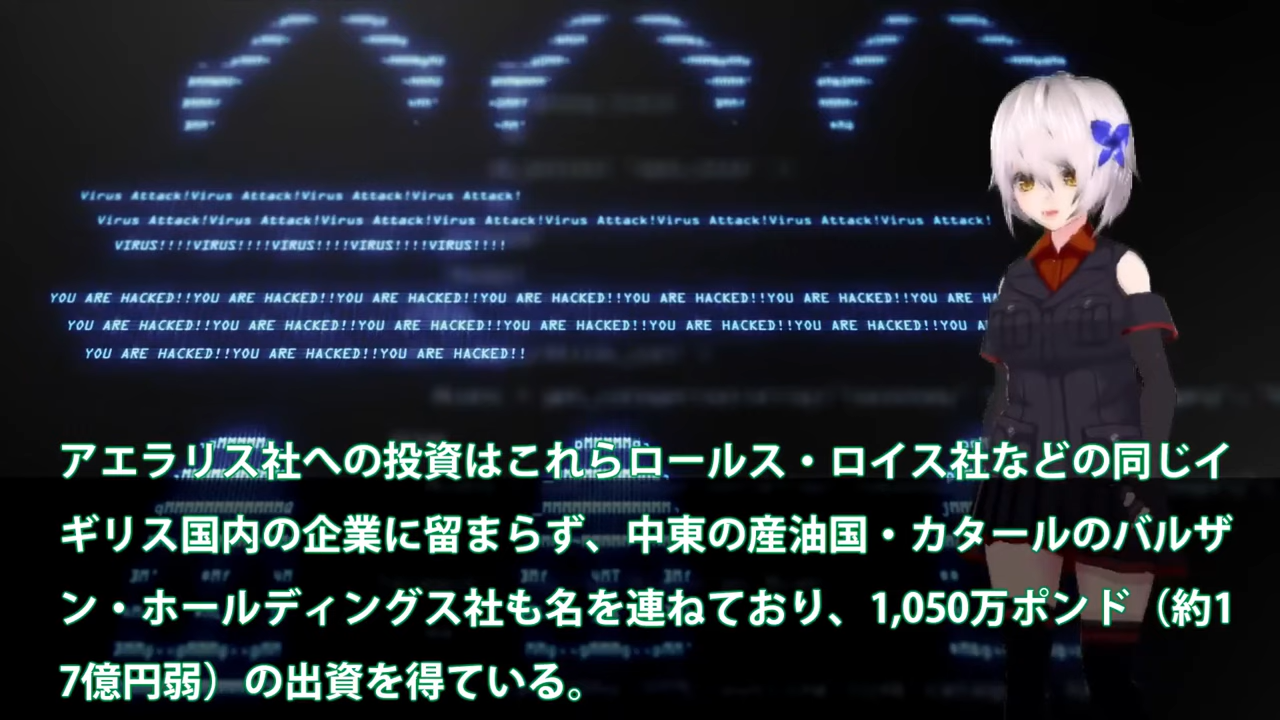 Virus Attack!Virus Attack!Virus Attack!Virus Attack!
Virus Attack!Virus Attack!Virus Attack!Virus Attack!Virus Attack!Virus Attack!Virus Attack!Virus Attack!
VIRUS!!!!VIRUS!!!!VIRUS!!!!VIRUS!!!!VIRUS!!!!
YOU ARE HACKED!!YOU ARE HACKED!!YOU ARE HACKED!!YOU ARE HACKED!!YOU ARE HACKED!!YOU ARE HACKED!!YOU ARE
YOU ARE HACKED!!YOU ARE HACKED!!YOU ARE HACKED!!YOU ARE HACKED!!YOU ARE HACKED!!YOU ARE HACKED!!YOU
YOU ARE HACKED!!YOU ARE HACKED!!YOU ARE HACKED!!
アエラリス社への投資はこれらロールス・ロイス社などの同じイ
ギリス国内の企業に留まらず、中東の産油国・カタールのバルザ
ン・ホールディングス社も名を連ねており、1,050万ポンド（約1
7億円弱）の出資を得ている。